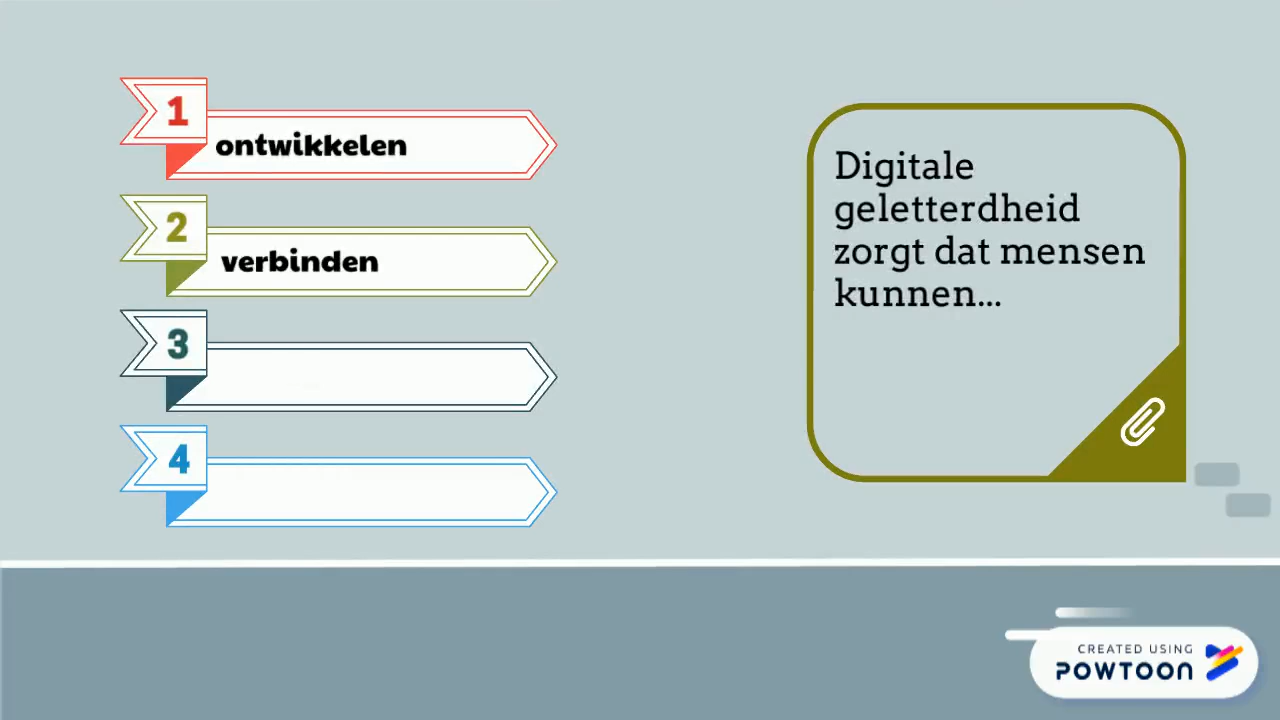 1
ontwikkelen
2
verbinden
3
4
Digitale
geletterdheid
zorgt dat mensen
kunnen...
CREATED USING
POWTOON